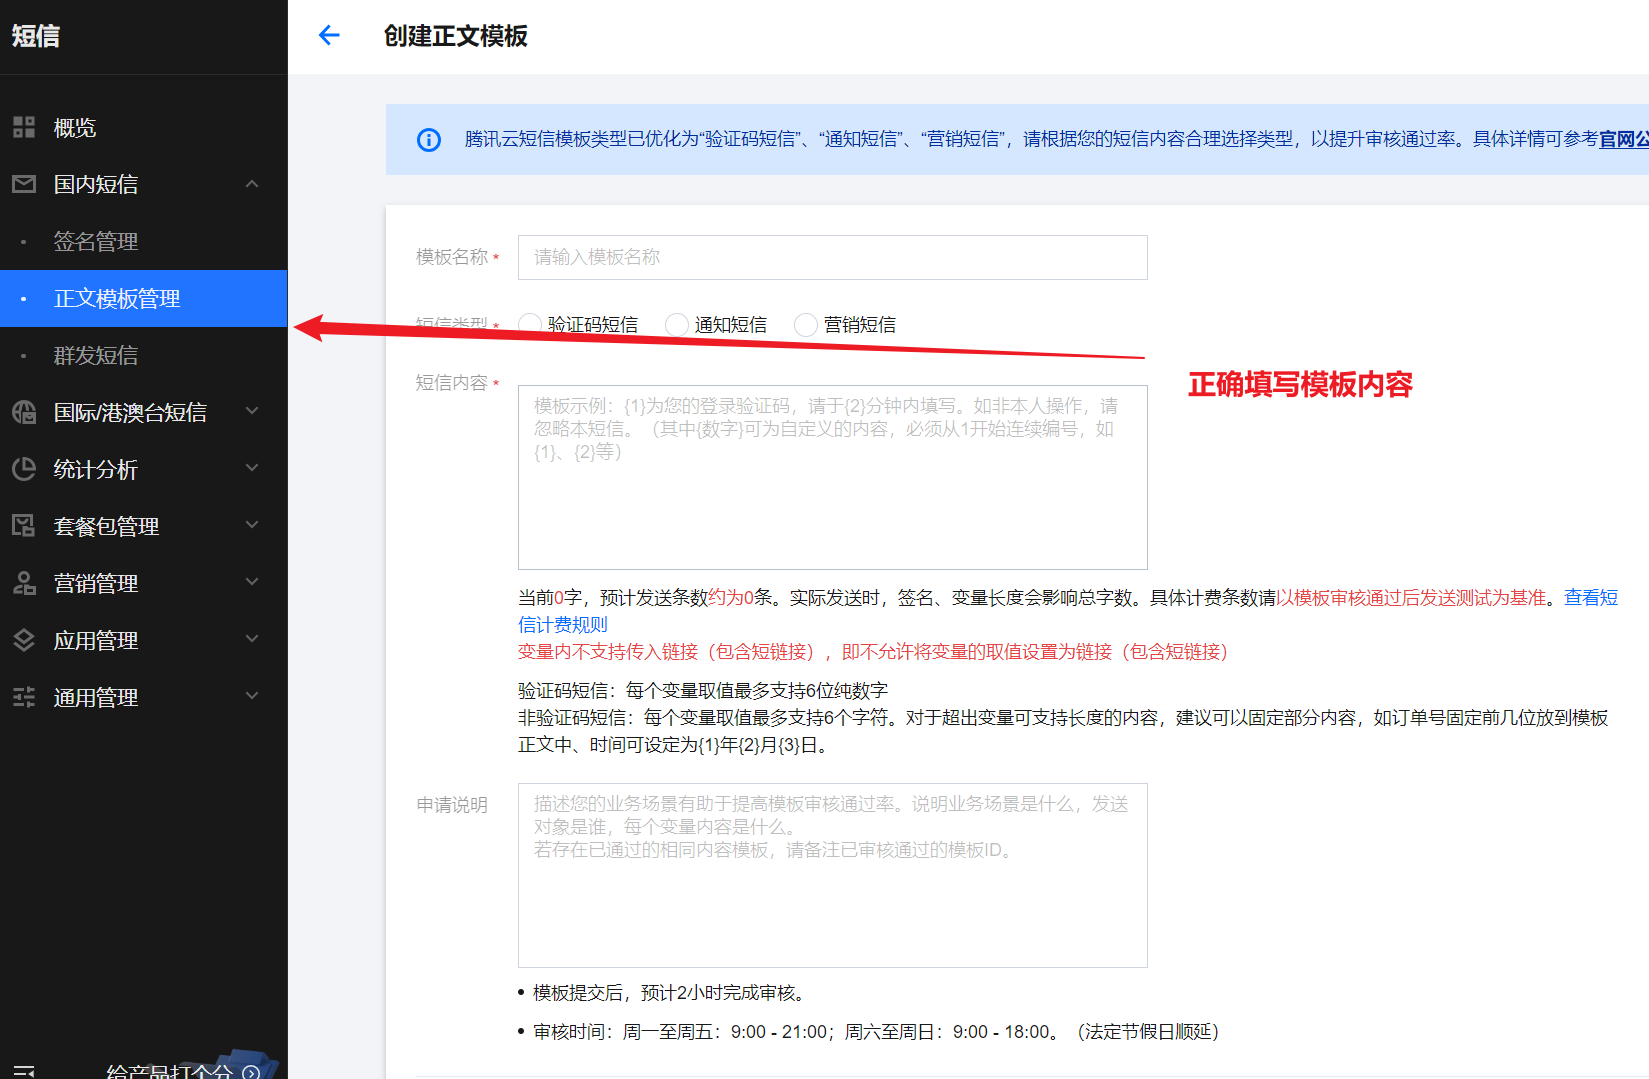 短信
创建正文模板
概览
国内短信
签名管理
正文模板管理
群发短信
国际/港澳台短信
统计分析
套餐包管理
营销管理
应用管理
通用管理
给产品打个分
腾讯云短信模板类型已优化为“验证码短信”、“通知短信”、“营销短信”，请根据您的短信内容合理选择类型，以提升审核通过率。具体详情可参考官网公
模板名称 *
请输入模板名称
短信类型 *
验证码短信
通知短信
营销短信
正确填写模板内容
短信内容 *
模板示例：{1}为您的登录验证码，请于{2}分钟内填写。如非本人操作，请
忽略本短信。（其中{数字}可为自定义的内容，必须从1开始连续编号，如
{1}、{2}等）
当前0字，预计发送条数约为0条。实际发送时，签名、变量长度会影响总字数。具体计费条数请以模板审核通过后发送测试为基准。查看短
信计费规则
变量内不支持传入链接（包含短链接），即不允许将变量的取值设置为链接（包含短链接）
验证码短信：每个变量取值最多支持6位纯数字
非验证码短信：每个变量取值最多支持6个字符。对于超出变量可支持长度的内容，建议可以固定部分内容，如订单号固定前几位放到模板
正文中、时间可设定为{1}年{2}月{3}日。
申请说明
描述您的业务场景有助于提高模板审核通过率。说明业务场景是什么，发送
对象是谁，每个变量内容是什么。
若存在已通过的相同内容模板，请备注已审核通过的模板ID。
• 模板提交后，预计2小时完成审核。
• 审核时间：周一至周五：9:00 - 21:00；周六至周日：9:00 - 18:00。（法定节假日顺延）